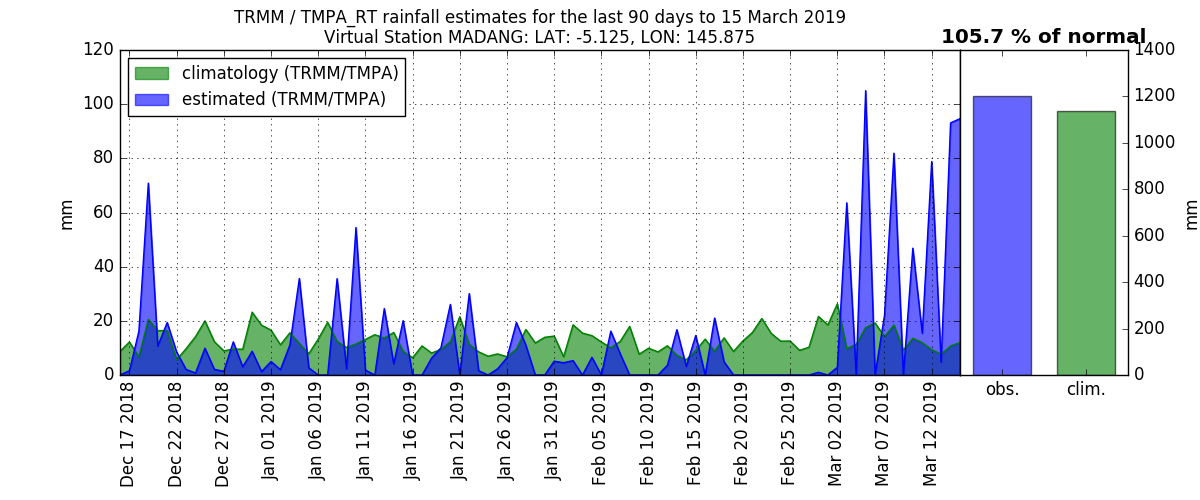 TRMM / TMPA_RT rainfall estimates for the last 90 days to 15 March 2019
Virtual Station MADANG: LAT: -5.125, LON: 145.875
105.7 % of normal
climatology (TRMM/TMPA)
estimated (TRMM/TMPA)
mm
120
100
80
60
40
20
0
1400
1200
1000
800
600
400
200
0
mm
Dec 17 2018
Dec 22 2018
Dec 27 2018
Jan 01 2019
Jan 06 2019
Jan 11 2019
Jan 16 2019
Jan 21 2019
Jan 26 2019
Jan 31 2019
Feb 05 2019
Feb 10 2019
Feb 15 2019
Feb 20 2019
Feb 25 2019
Mar 02 2019
Mar 07 2019
Mar 12 2019
obs.
clim.